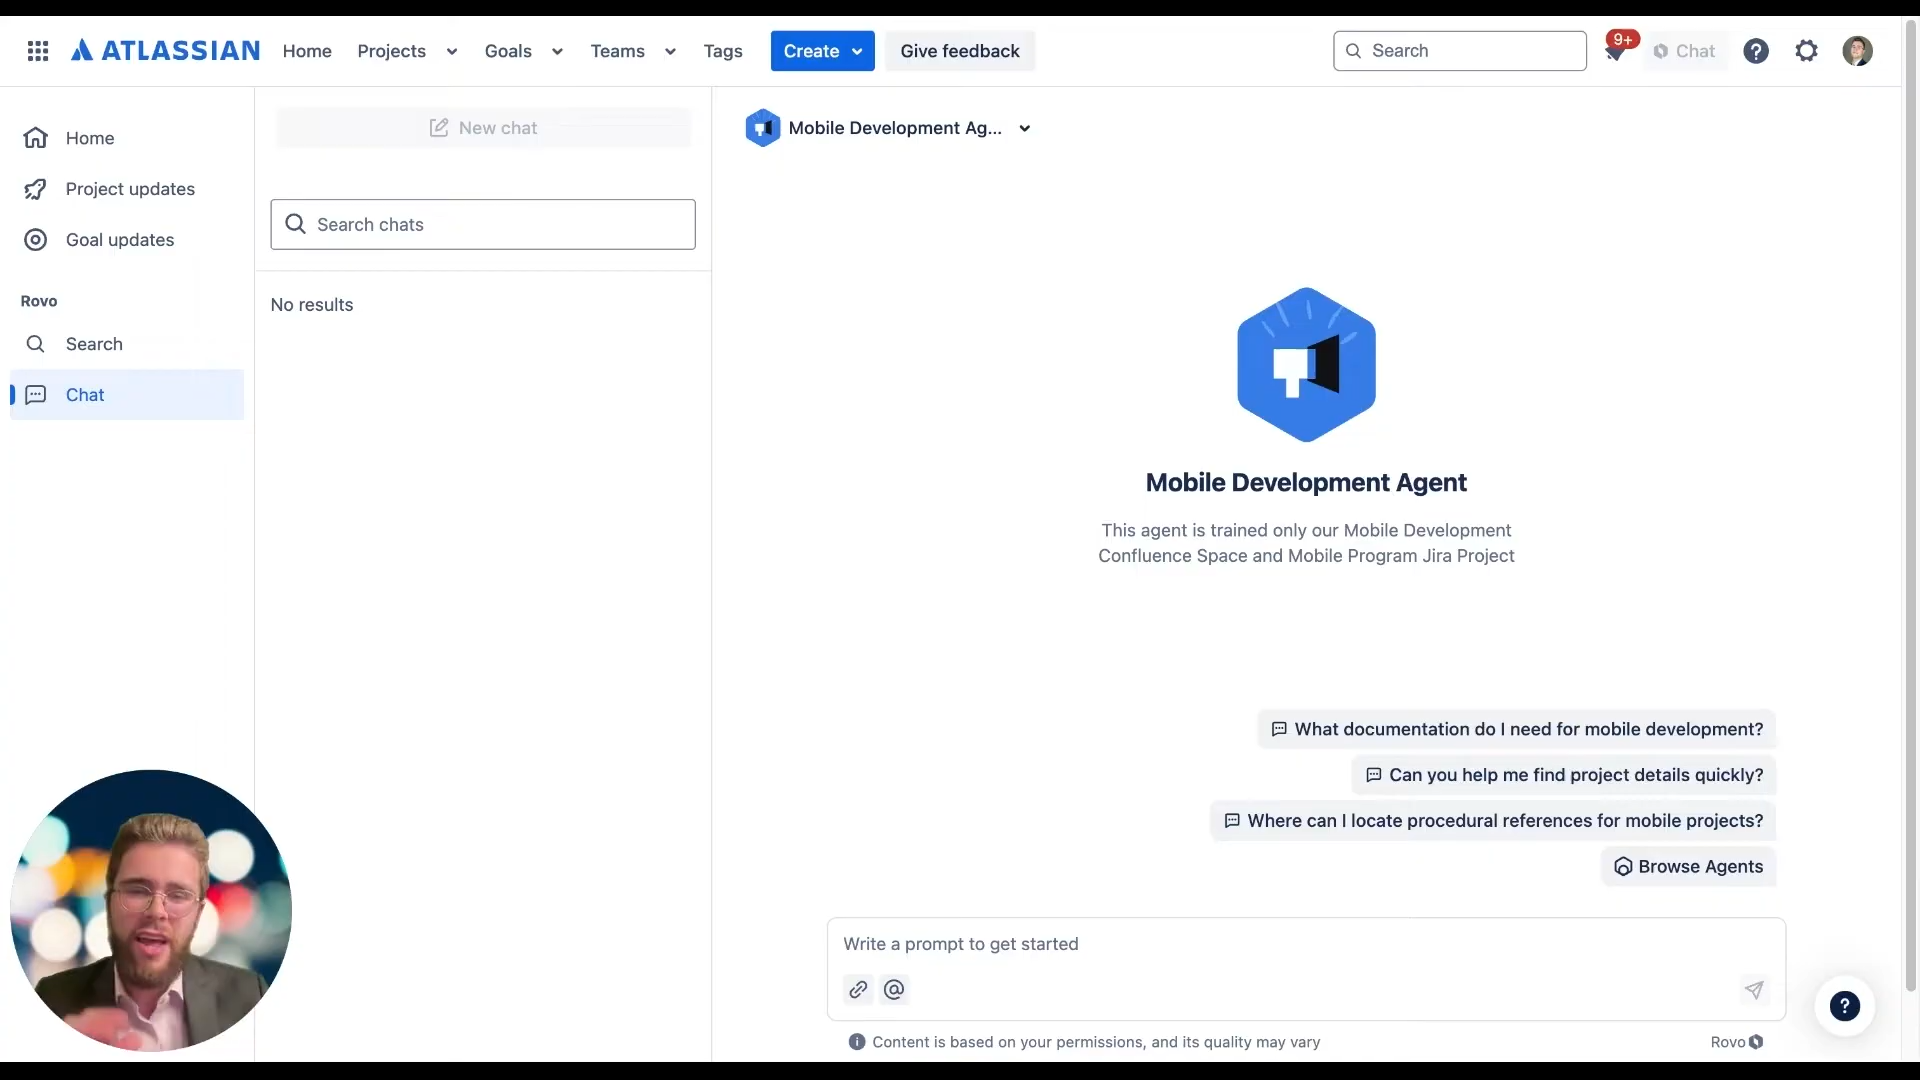 ATLASSIAN
Home
Projects
Goals
Teams
Tags
Create
Give feedback
Search
9+
Chat
Home
Project updates
Goal updates
Rovo
Search
Chat
New chat
Search chats
No results
Mobile Development Ag...
Mobile Development Agent
This agent is trained only our Mobile Development
Confluence Space and Mobile Program Jira Project
What documentation do I need for mobile development?
Can you help me find project details quickly?
Where can I locate procedural references for mobile projects?
Browse Agents
Write a prompt to get started
Content is based on your permissions, and its quality may vary
Rovo